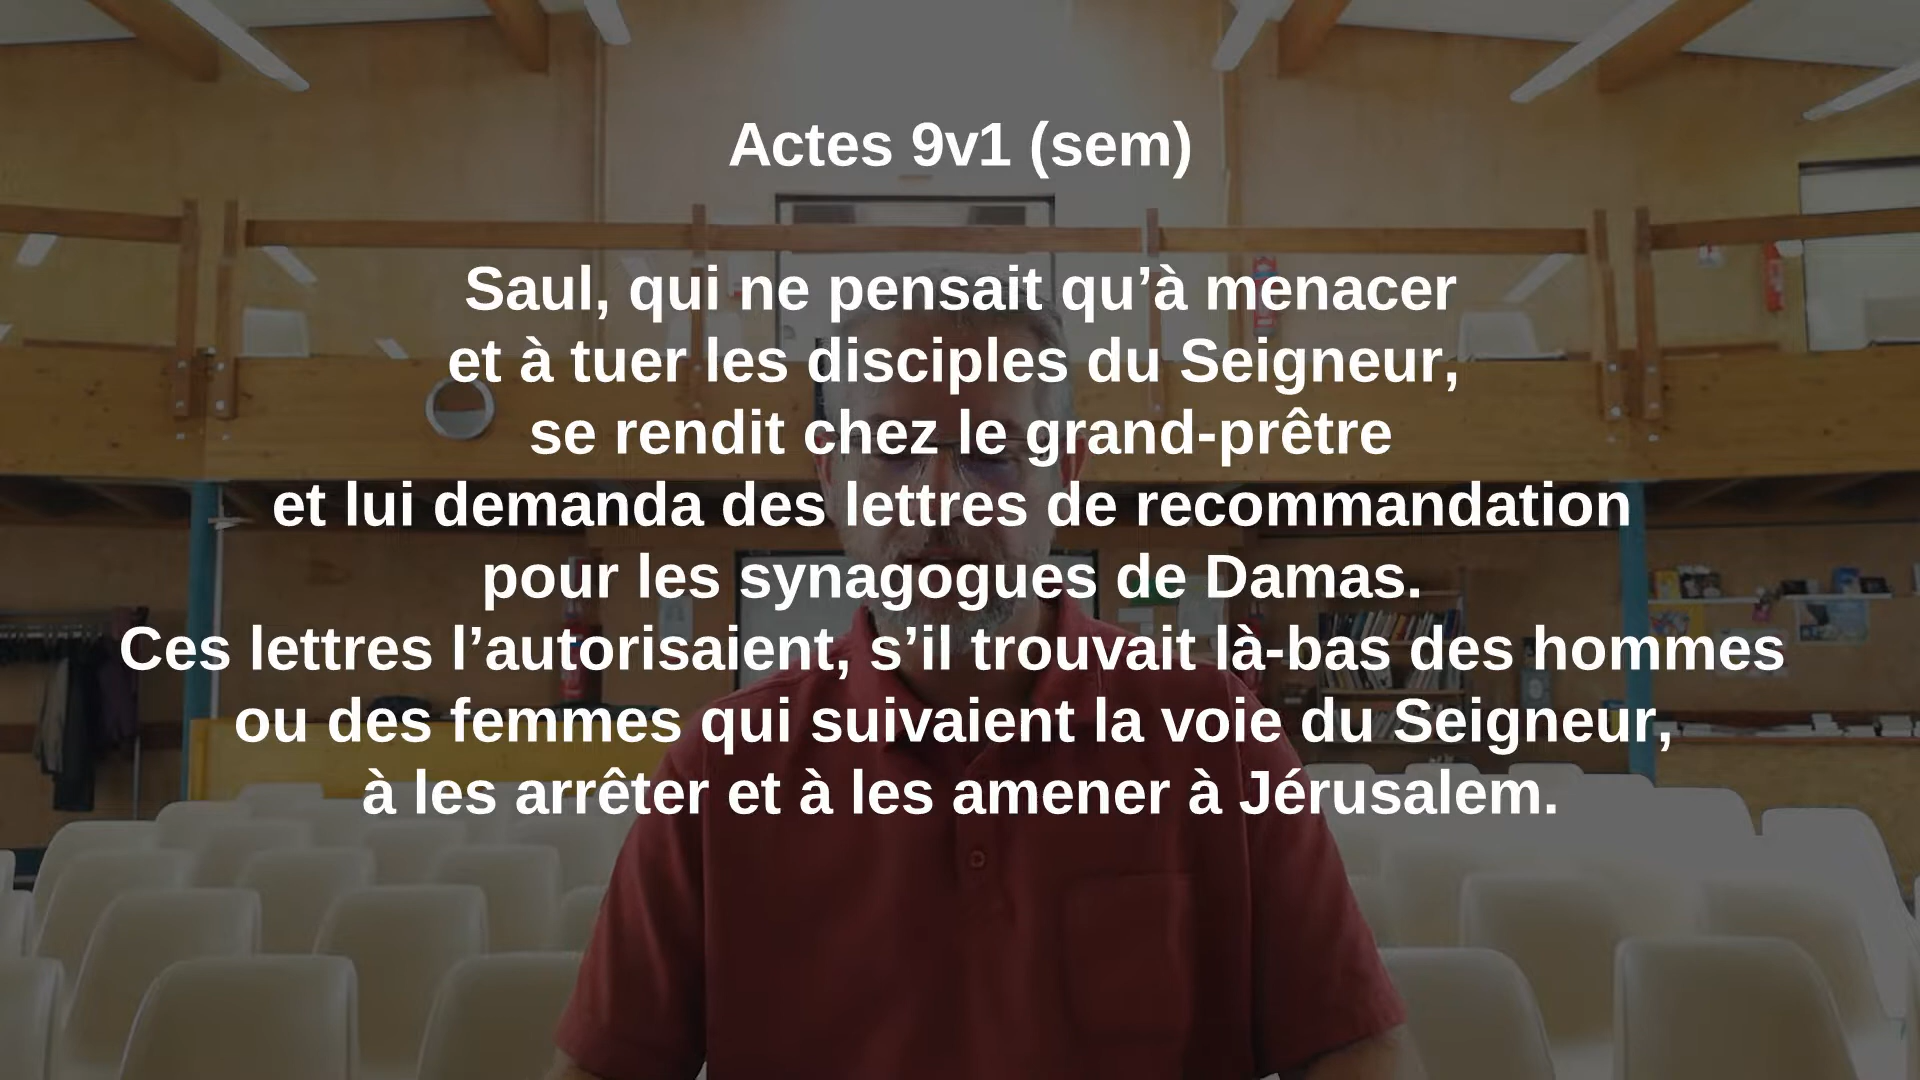 Actes 9v1 (sem)
Saul, qui ne pensait qu’à menacer
et à tuer les disciples du Seigneur,
se rendit chez le grand-prêtre
et lui demanda des lettres de recommandation
pour les synagogues de Damas.
Ces lettres l’autorisaient, s’il trouvait là-bas des hommes
ou des femmes qui suivaient la voie du Seigneur,
à les arrêter et à les amener à Jérusalem.